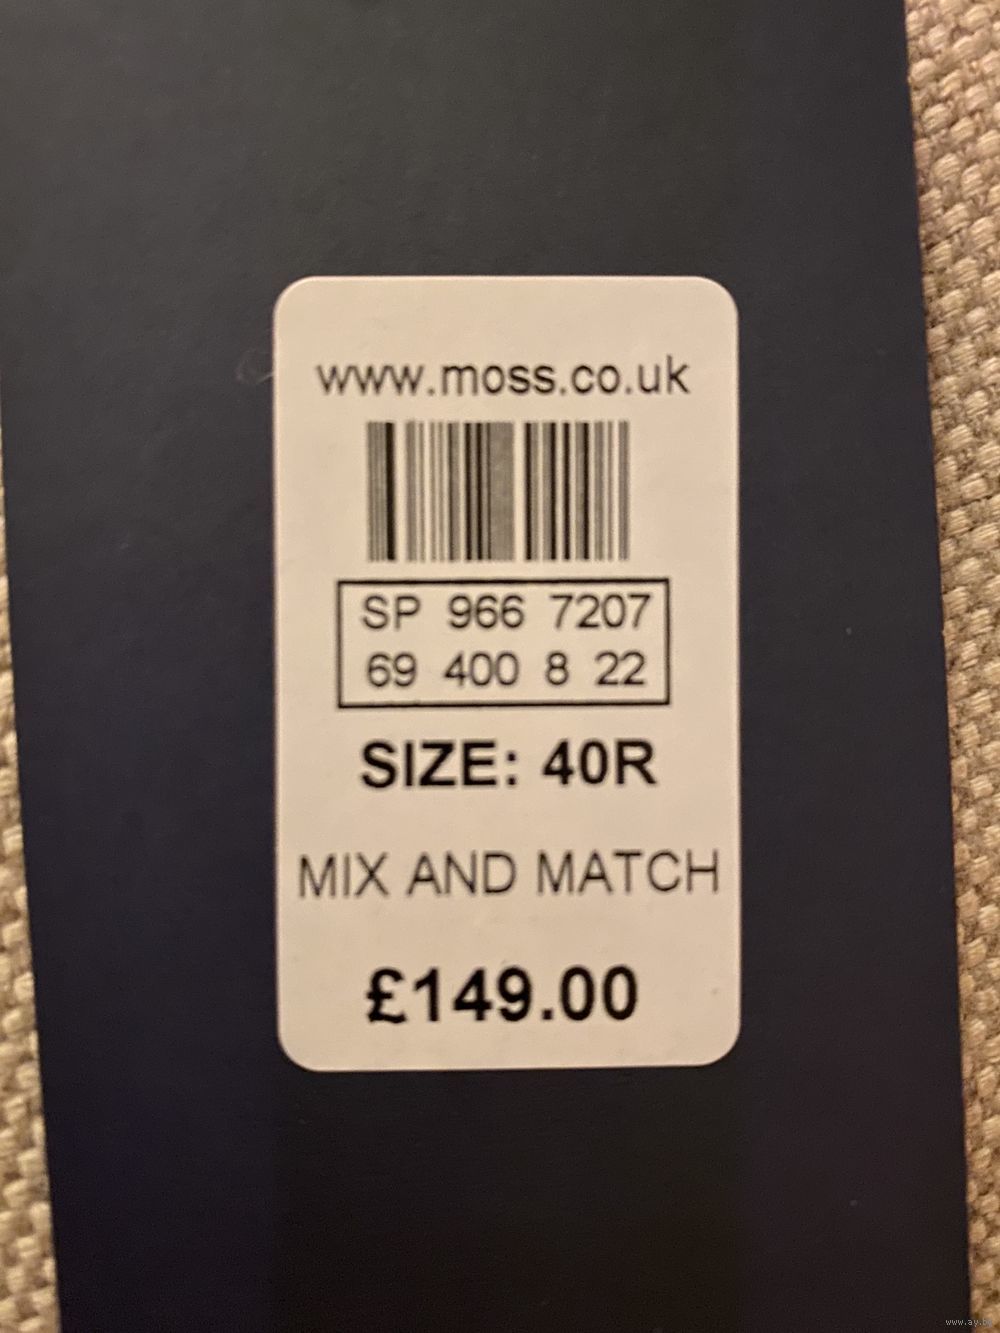 www.moss.co.uk
SP 966 7207
69 400 8 22
SIZE: 40R
MIX AND MATCH
£149.00